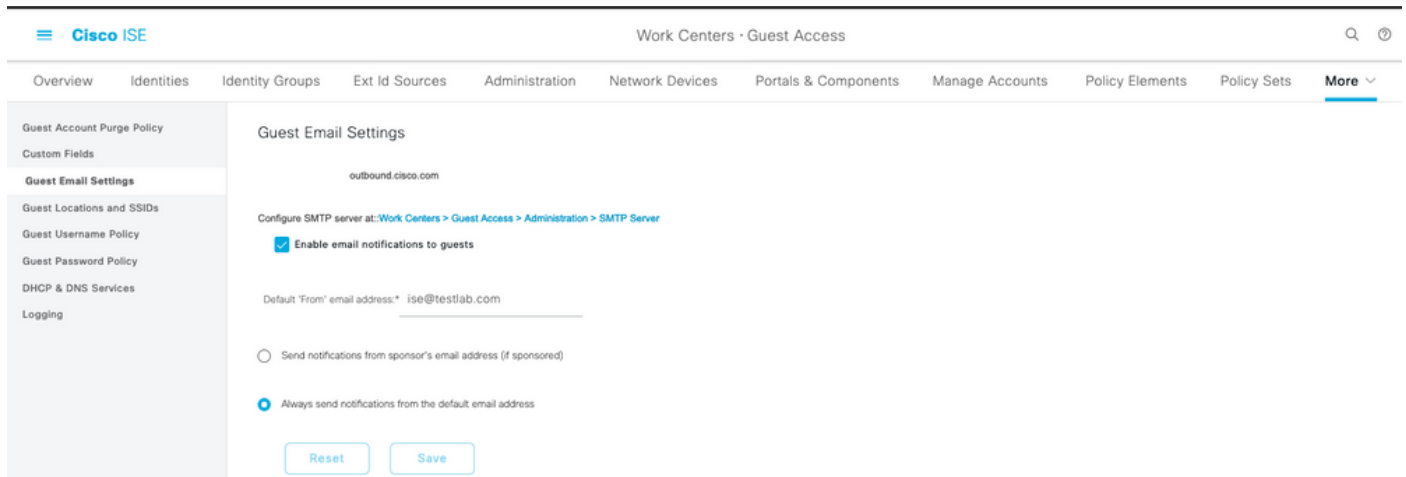 Cisco ISE
Work Centers · Guest Access
Overview Identities Identity Groups Ext Id Sources Administration Network Devices Portals & Components Manage Accounts Policy Elements Policy Sets More
Guest Account Purge Policy
Custom Fields
Guest Email Settings
Guest Locations and SSIDs
Guest Username Policy
Guest Password Policy
DHCP & DNS Services
Logging
Guest Email Settings
outbound.cisco.com
Configure SMTP server at::Work Centers > Guest Access > Administration > SMTP Server
Enable email notifications to guests
Default 'From' email address:* ise@testlab.com
Send notifications from sponsor's email address (if sponsored)
Always send notifications from the default email address
Reset Save